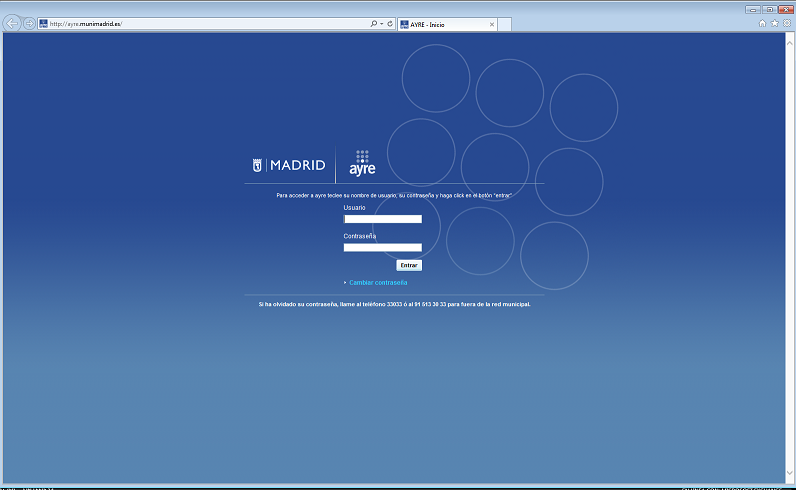 http://ayre.munimadrid.es/
AYRE - Inicio
MADRID
ayre
Para acceder a ayre teclee su nombre de usuario, su contraseña y haga click en el botón "entrar"
Usuario
Contraseña
Entrar
Cambiar contraseña
Si ha olvidado su contraseña, llame al teléfono 33033 ó al 91 513 30 33 para fuera de la red municipal.